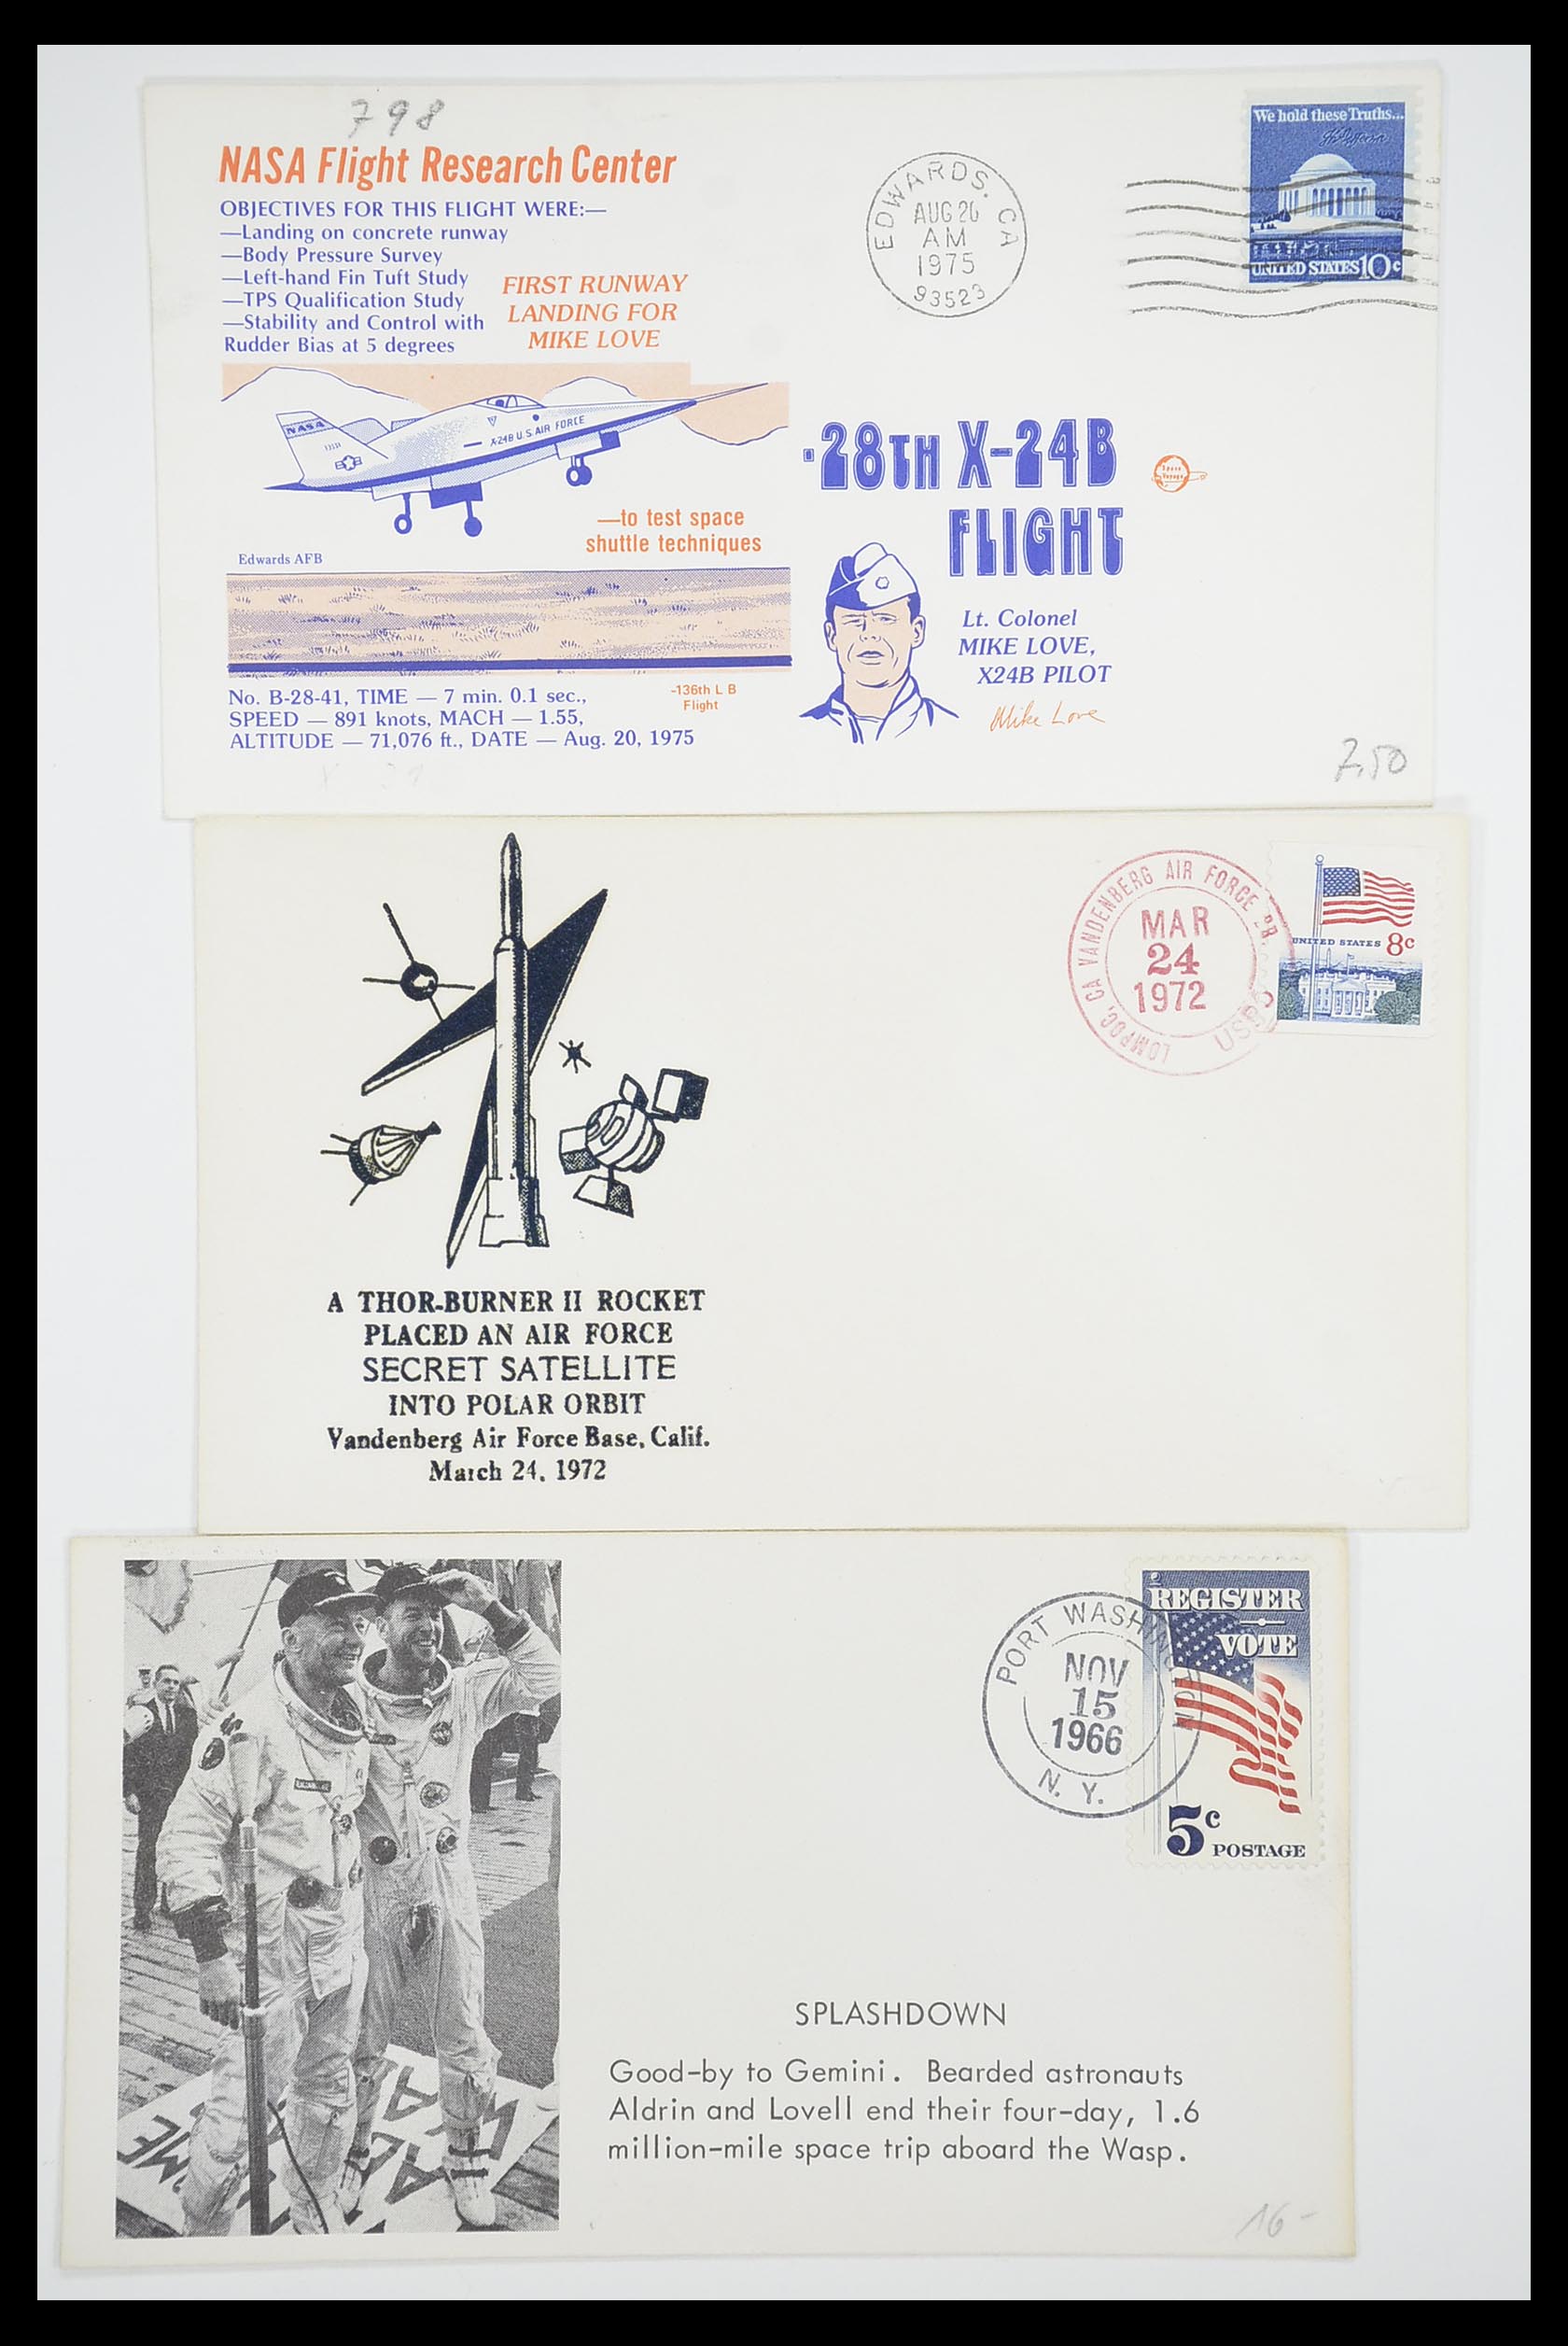 798
NASA Flight Research Center
OBJECTIVES FOR THIS FLIGHT WERE:—
—Landing on concrete runway
—Body Pressure Survey
—Left-hand Fin Tuft Study
—TPS Qualification Study
—Stability and Control with
Rudder Bias at 5 degrees
FIRST RUNWAY
LANDING FOR
MIKE LOVE
EDWARDS, CA
AUG 20
AM
1975
93523
We hold these Truths...
UNITED STATES 10c
NASA
X-24B U.S. AIR FORCE
—to test space
shuttle techniques
Edwards AFB
·28TH X-24B
FLIGHT
Space
Voyage
Lt. Colonel
MIKE LOVE,
X24B PILOT
Mike Love
No. B-28-41, TIME — 7 min. 0.1 sec.,
SPEED — 891 knots, MACH — 1.55,
ALTITUDE — 71,076 ft., DATE — Aug. 20, 1975
-136th L B
Flight
7,50
LOMPOC, CA VANDENBERG AIR FORCE BR.
MAR
24
1972
USPO
UNITED STATES 8c
A THOR-BURNER II ROCKET
PLACED AN AIR FORCE
SECRET SATELLITE
INTO POLAR ORBIT
Vandenberg Air Force Base, Calif.
March 24, 1972
PORT WASHINGTON
NOV
15
1966
N. Y.
REGISTER
VOTE
5c POSTAGE
SPLASHDOWN
Good-by to Gemini. Bearded astronauts
Aldrin and Lovell end their four-day, 1.6
million-mile space trip aboard the Wasp.
16-